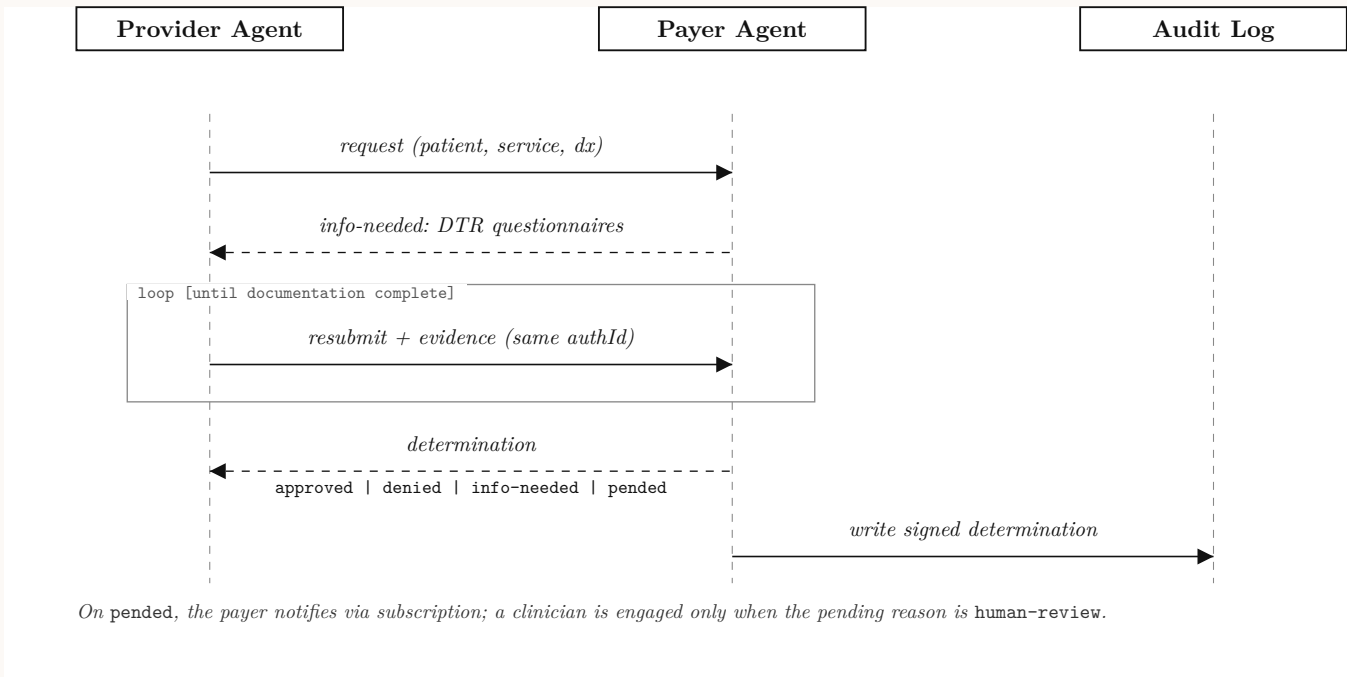 Provider Agent
Payer Agent
Audit Log
request (patient, service, dx)
info-needed: DTR questionnaires
loop [until documentation complete]
resubmit + evidence (same authId)
determination
approved | denied | info-needed | pended
write signed determination
On pended, the payer notifies via subscription; a clinician is engaged only when the pending reason is human-review.